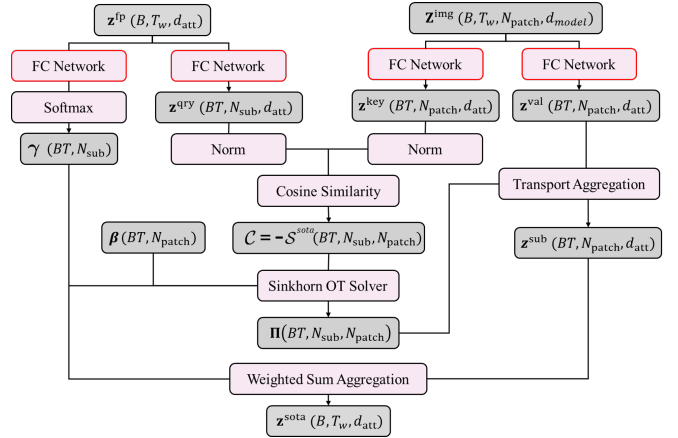 𝐳ᶠᵖ (B, T_w, d_att)
𝐙ⁱᵐᵍ (B, T_w, N_patch, d_model)
FC Network
FC Network
FC Network
FC Network
Softmax
𝐳^qry (BT, N_sub, d_att)
𝐳^key (BT, N_patch, d_att)
𝐳^val (BT, N_patch, d_att)
𝜸 (BT, N_sub)
Norm
Norm
Cosine Similarity
Transport Aggregation
𝜷(BT, N_patch)
𝒞 = −𝒮^sota(BT, N_sub, N_patch)
𝒛^sub (BT, N_patch, d_att)
Sinkhorn OT Solver
𝚷(BT, N_sub, N_patch)
Weighted Sum Aggregation
𝐳^sota (B, T_w, d_att)